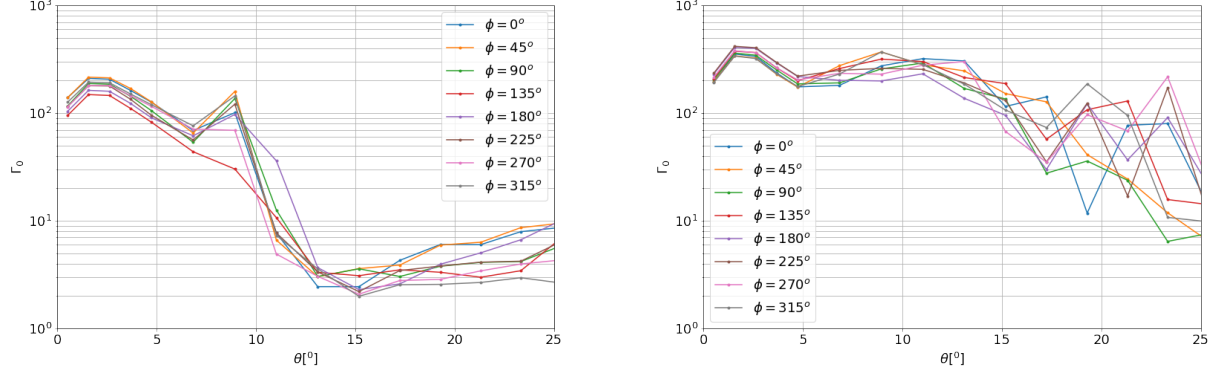 10³
10²
10¹
10⁰
Γ₀
0
5
10
15
20
25
θ[⁰]
ϕ = 0ᵒ
ϕ = 45ᵒ
ϕ = 90ᵒ
ϕ = 135ᵒ
ϕ = 180ᵒ
ϕ = 225ᵒ
ϕ = 270ᵒ
ϕ = 315ᵒ
10³
10²
10¹
10⁰
Γ₀
0
5
10
15
20
25
θ[⁰]
ϕ = 0ᵒ
ϕ = 45ᵒ
ϕ = 90ᵒ
ϕ = 135ᵒ
ϕ = 180ᵒ
ϕ = 225ᵒ
ϕ = 270ᵒ
ϕ = 315ᵒ